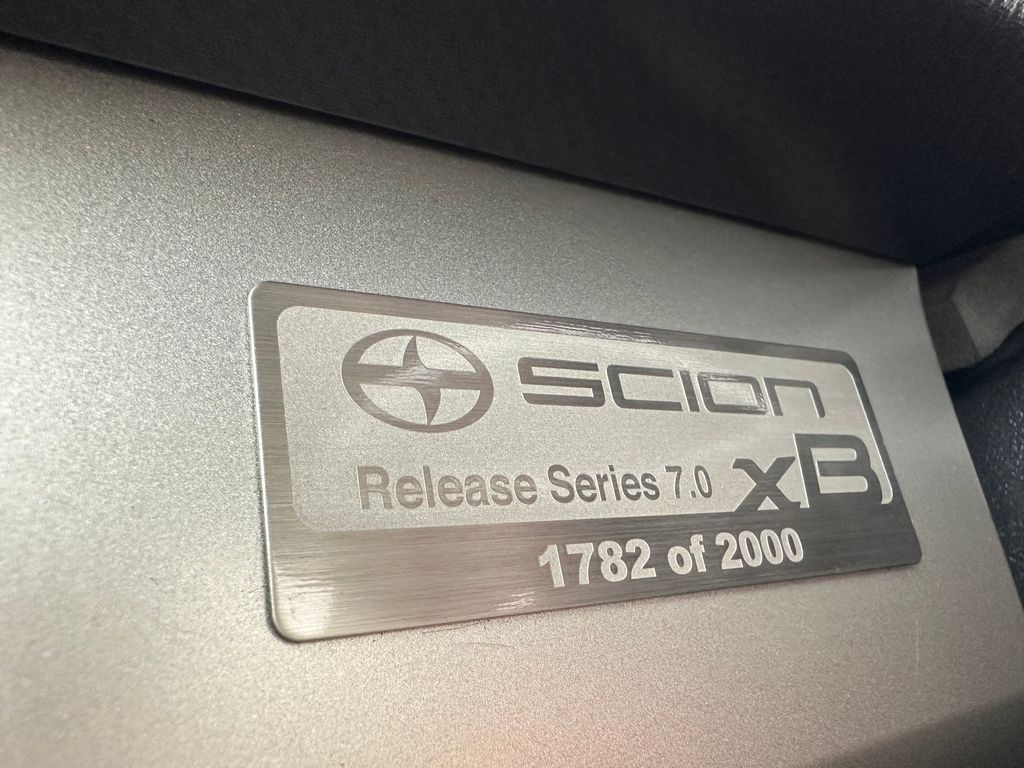 SCION
Release Series 7.0 xB
1782 of 2000